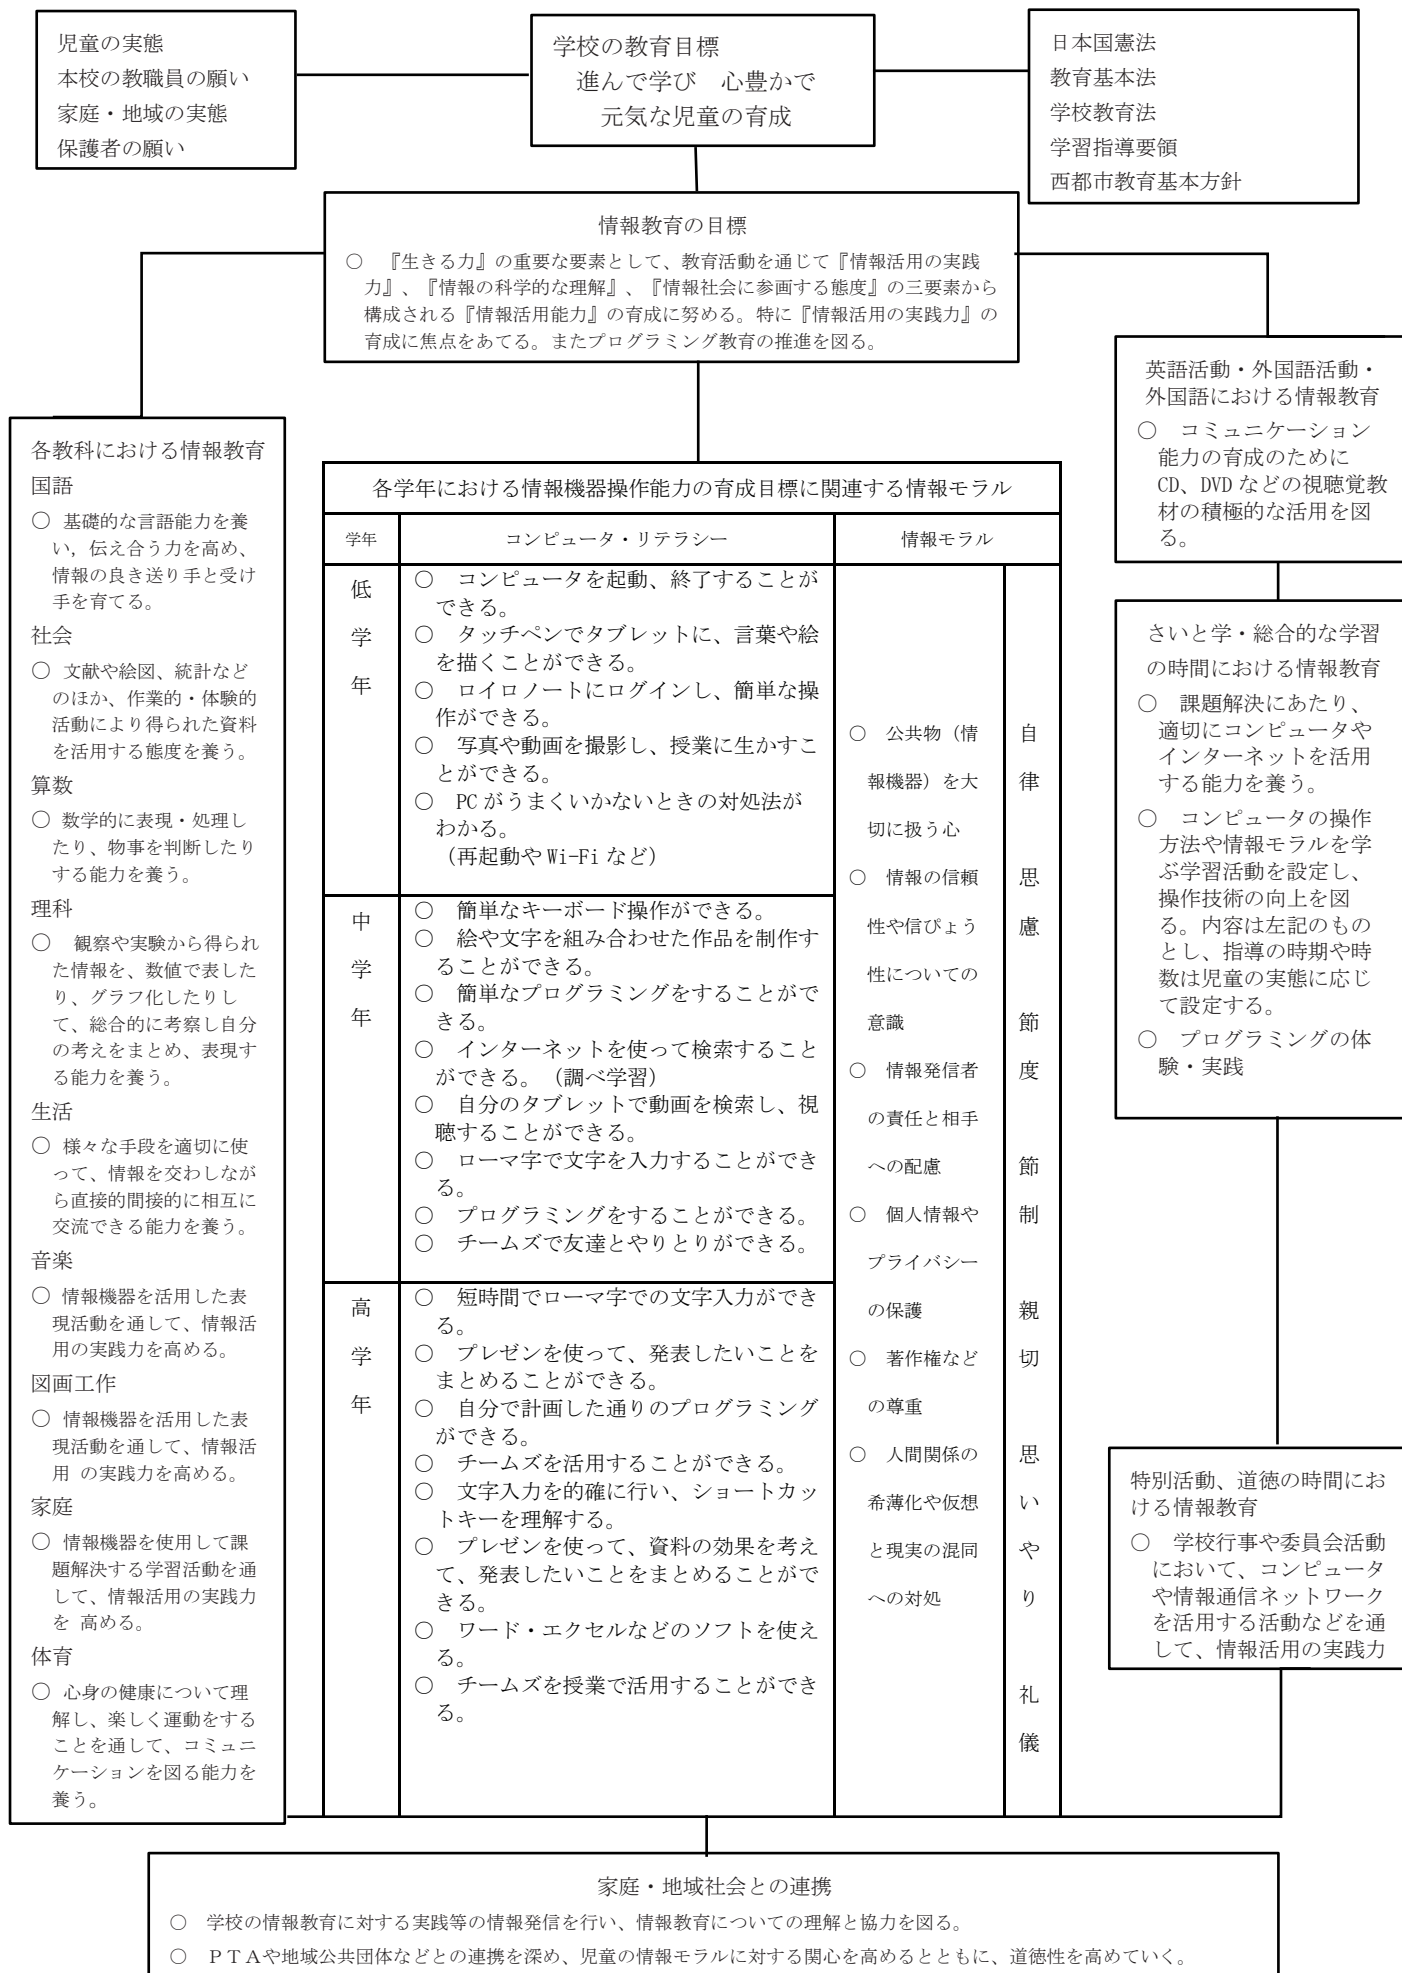 児童の実態
本校の教職員の願い
家庭・地域の実態
保護者の願い
学校の教育目標
進んで学び　心豊かで
元気な児童の育成
日本国憲法
教育基本法
学校教育法
学習指導要領
西都市教育基本方針
情報教育の目標
○　『生きる力』の重要な要素として、教育活動を通じて『情報活用の実践
力』、『情報の科学的な理解』、『情報社会に参画する態度』の三要素から
構成される『情報活用能力』の育成に努める。特に『情報活用の実践力』の
育成に焦点をあてる。またプログラミング教育の推進を図る。
各教科における情報教育
国語
○ 基礎的な言語能力を養
い，伝え合う力を高め、
情報の良き送り手と受け
手を育てる。
社会
○ 文献や絵図、統計など
のほか、作業的・体験的
活動により得られた資料
を活用する態度を養う。
算数
○ 数学的に表現・処理し
たり、物事を判断したり
する能力を養う。
理科
○　観察や実験から得られ
た情報を、数値で表した
り、グラフ化したりし
て、総合的に考察し自分
の考えをまとめ、表現す
る能力を養う。
生活
○ 様々な手段を適切に使
って、情報を交わしなが
ら直接的間接的に相互に
交流できる能力を養う。
音楽
○ 情報機器を活用した表
現活動を通して、情報活
用の実践力を高める。
図画工作
○ 情報機器を活用した表
現活動を通して、情報活
用 の実践力を高める。
家庭
○ 情報機器を使用して課
題解決する学習活動を通
して、情報活用の実践力
を 高める。
体育
○ 心身の健康について理
解し、楽しく運動をする
ことを通して、コミュニ
ケーションを図る能力を
養う。
各学年における情報機器操作能力の育成目標に関連する情報モラル
学年　コンピュータ・リテラシー　情報モラル
低
学
年
○　コンピュータを起動、終了することが
できる。
○　タッチペンでタブレットに、言葉や絵
を描くことができる。
○　ロイロノートにログインし、簡単な操
作ができる。
○　写真や動画を撮影し、授業に生かすこ
とができる。
○　PC がうまくいかないときの対処法が
わかる。
（再起動や Wi-Fi など）
中
学
年
○　簡単なキーボード操作ができる。
○　絵や文字を組み合わせた作品を制作す
ることができる。
○　簡単なプログラミングをすることがで
きる。
○　インターネットを使って検索すること
ができる。（調べ学習）
○　自分のタブレットで動画を検索し、視
聴することができる。
○　ローマ字で文字を入力することができ
る。
○　プログラミングをすることができる。
○　チームズで友達とやりとりができる。
高
学
年
○　短時間でローマ字での文字入力ができ
る。
○　プレゼンを使って、発表したいことを
まとめることができる。
○　自分で計画した通りのプログラミング
ができる。
○　チームズを活用することができる。
○　文字入力を的確に行い、ショートカッ
トキーを理解する。
○　プレゼンを使って、資料の効果を考え
て、発表したいことをまとめることがで
きる。
○　ワード・エクセルなどのソフトを使え
る。
○　チームズを授業で活用することができ
る。
○　公共物（情
報機器）を大
切に扱う心
○　情報の信頼
性や信ぴょう
性についての
意識
○　情報発信者
の責任と相手
への配慮
○　個人情報や
プライバシー
の保護
○　著作権など
の尊重
○　人間関係の
希薄化や仮想
と現実の混同
への対処
自
律
思
慮
節
度
節
制
親
切
思
い
や
り
礼
儀
英語活動・外国語活動・
外国語における情報教育
○　コミュニケーション
能力の育成のために
CD、DVD などの視聴覚教
材の積極的な活用を図
る。
さいと学・総合的な学習
の時間における情報教育
○　課題解決にあたり、
適切にコンピュータや
インターネットを活用
する能力を養う。
○　コンピュータの操作
方法や情報モラルを学
ぶ学習活動を設定し、
操作技術の向上を図
る。内容は左記のもの
とし、指導の時期や時
数は児童の実態に応じ
て設定する。
○　プログラミングの体
験・実践
特別活動、道徳の時間にお
ける情報教育
○　学校行事や委員会活動
において、コンピュータ
や情報通信ネットワーク
を活用する活動などを通
して、情報活用の実践力
家庭・地域社会との連携
○　学校の情報教育に対する実践等の情報発信を行い、情報教育についての理解と協力を図る。
○　ＰＴＡや地域公共団体などとの連携を深め、児童の情報モラルに対する関心を高めるとともに、道徳性を高めていく。